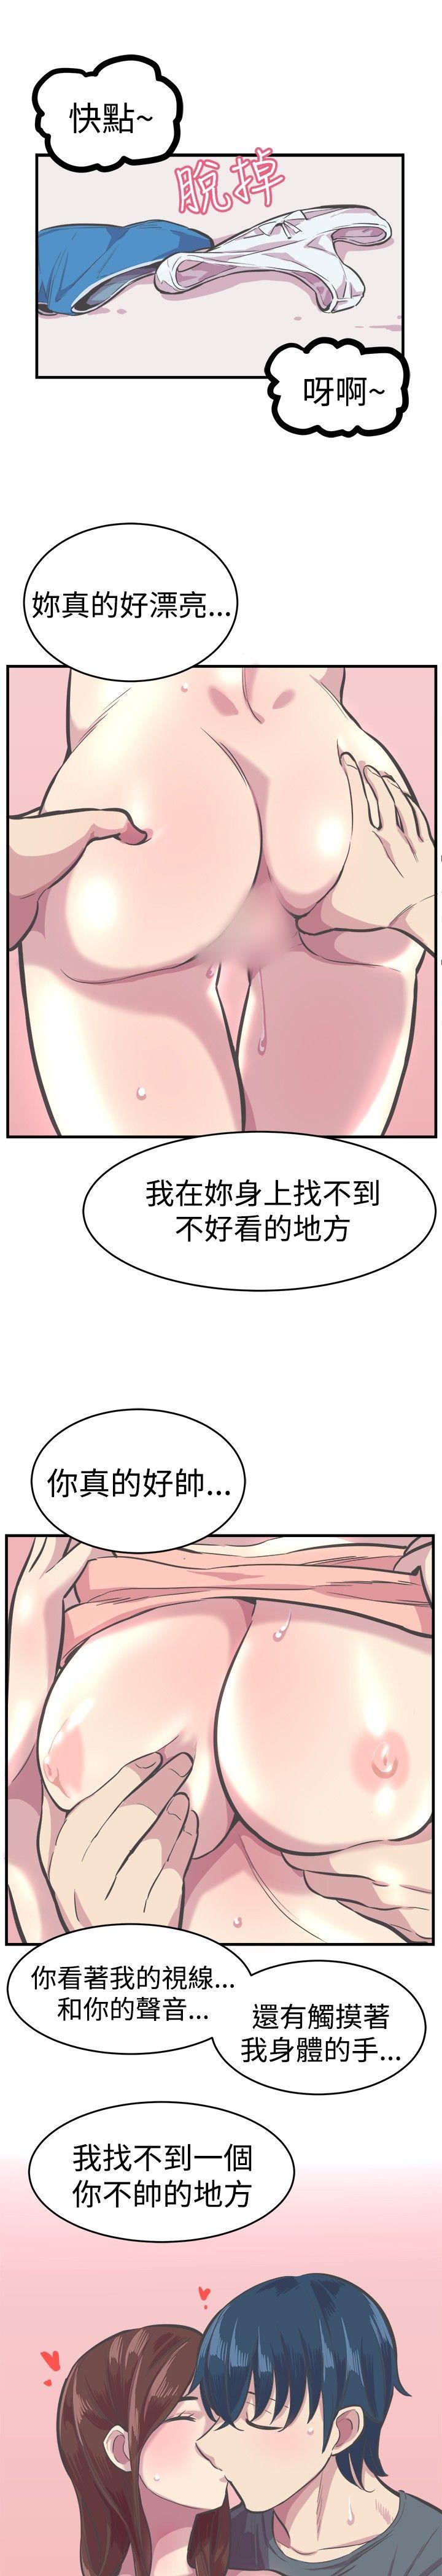 快點~
脫掉
呀啊~
妳真的好漂亮...
我在妳身上找不到
不好看的地方
你真的好帥...
你看著我的視線...
和你的聲音...
還有觸摸著
我身體的手...
我找不到一個
你不帥的地方